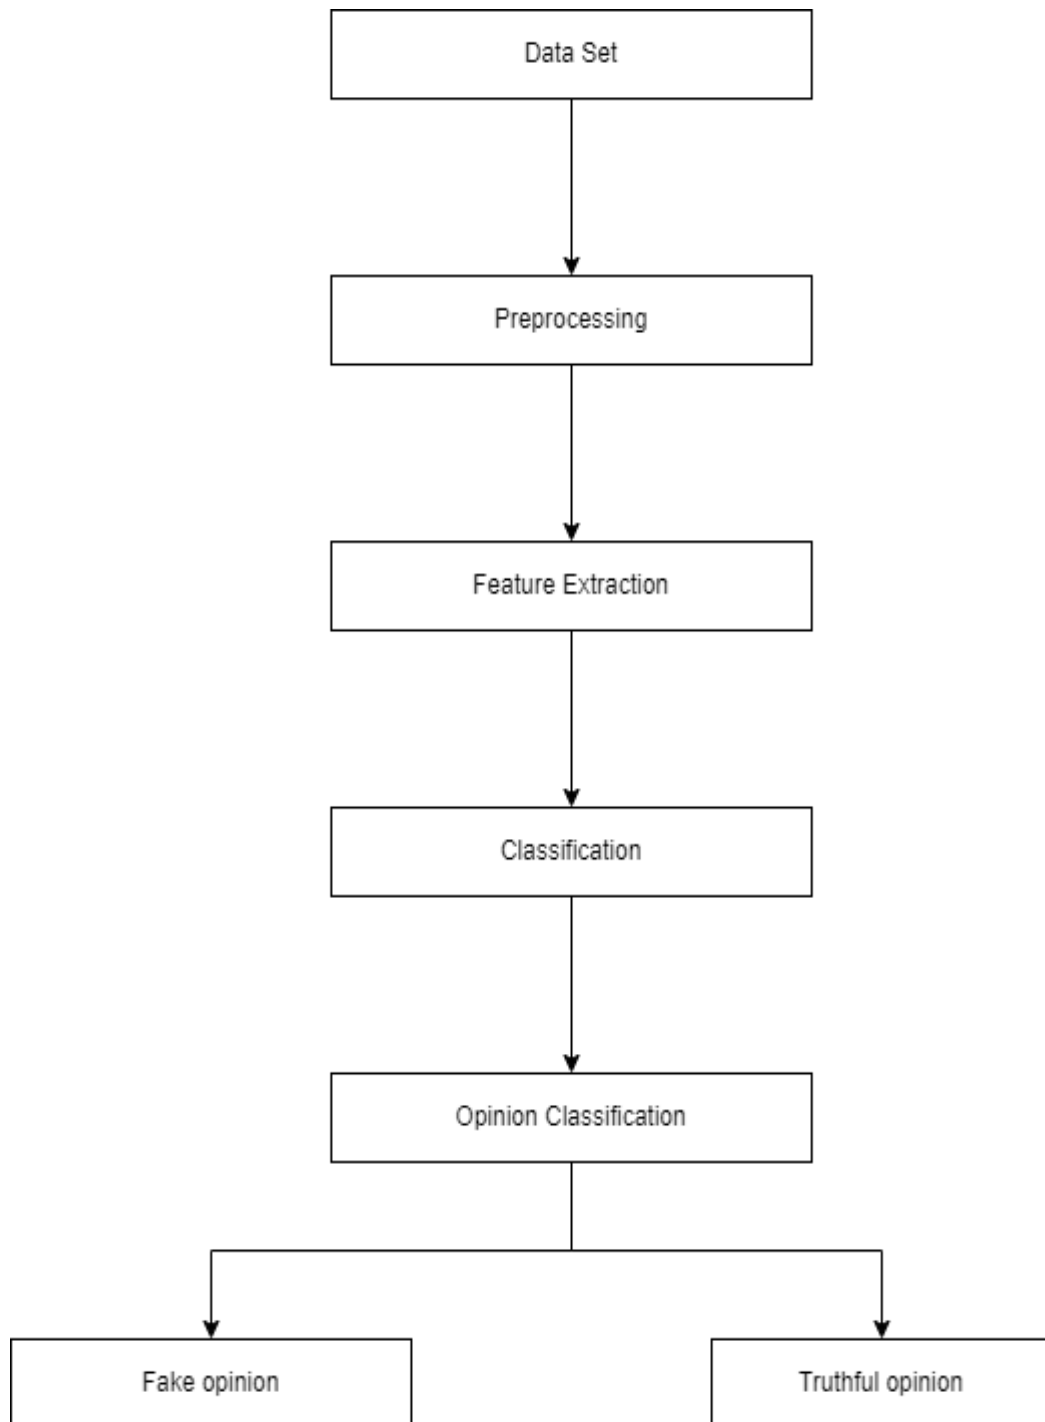 Data Set
Preprocessing
Feature Extraction
Classification
Opinion Classification
Fake opinion
Truthful opinion